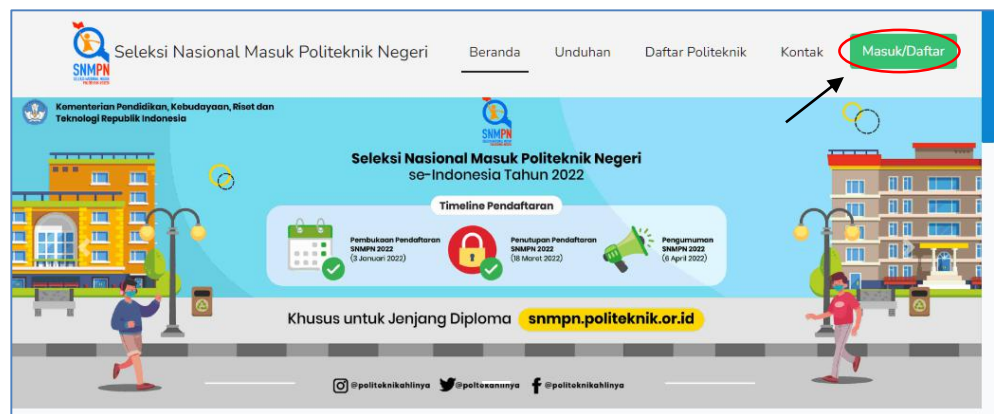 SNMPN
Seleksi Nasional Masuk Politeknik Negeri
Beranda
Unduhan
Daftar Politeknik
Kontak
Masuk/Daftar
Kementerian Pendidikan, Kebudayaan, Riset dan
Teknologi Republik Indonesia
SNMPN
Seleksi Nasional Masuk Politeknik Negeri
se-Indonesia Tahun 2022
Timeline Pendaftaran
Pembukaan Pendaftaran
SNMPN 2022
(3 Januari 2022)
Penutupan Pendaftaran
SNMPN 2022
(18 Maret 2022)
Pengumuman
SNMPN 2022
(6 April 2022)
Khusus untuk Jenjang Diploma snmpn.politeknik.or.id
@politeknikahlinya
@politeknikahlinya